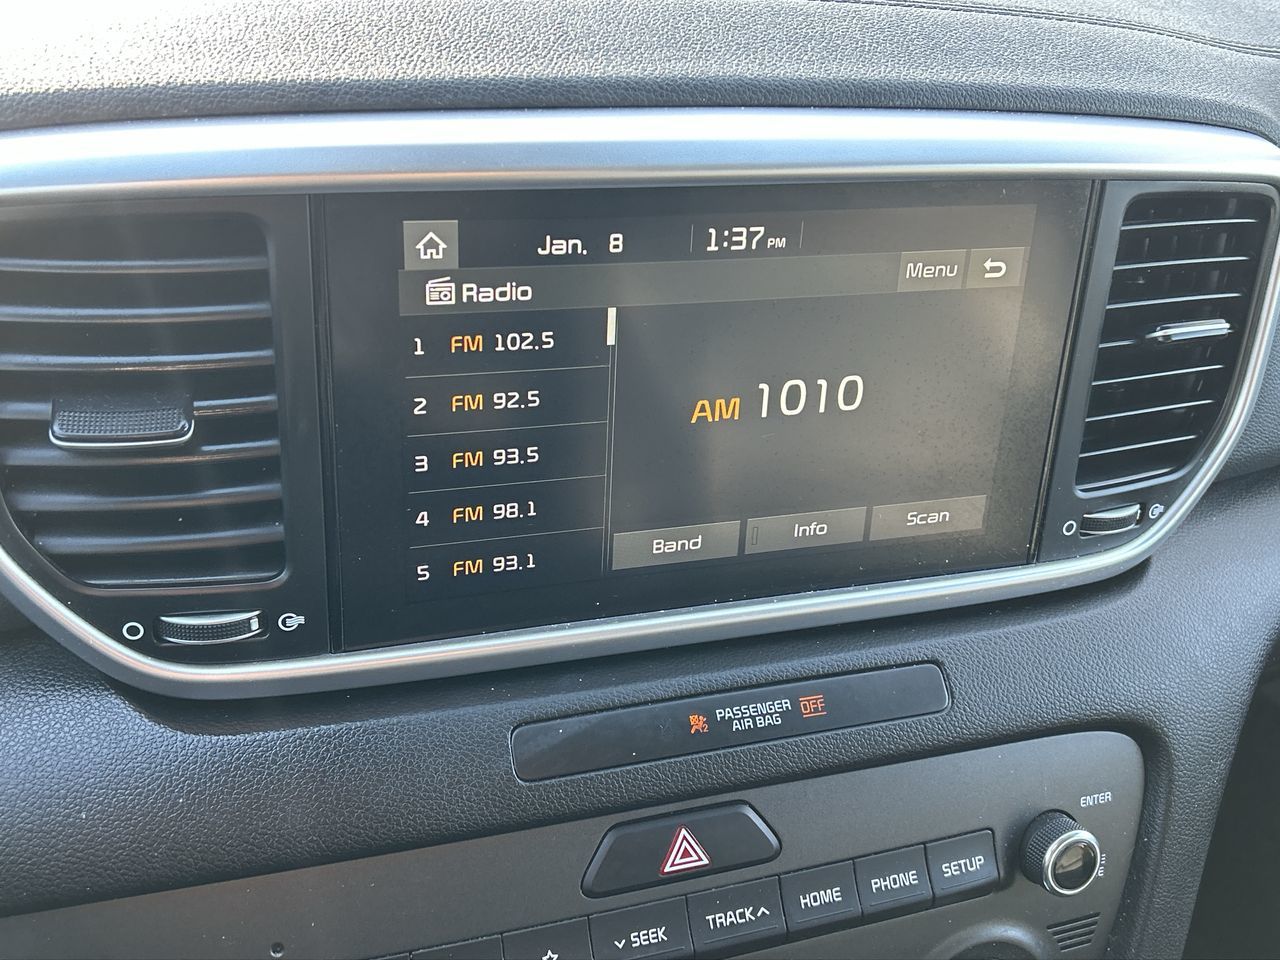 Jan. 8 1:37 PM
Radio Menu
1 FM 102.5
2 FM 92.5
3 FM 93.5
4 FM 98.1
5 FM 93.1
AM 1010
Band Info Scan
PASSENGER AIR BAG OFF
ENTER
SEEK TRACK HOME PHONE SETUP